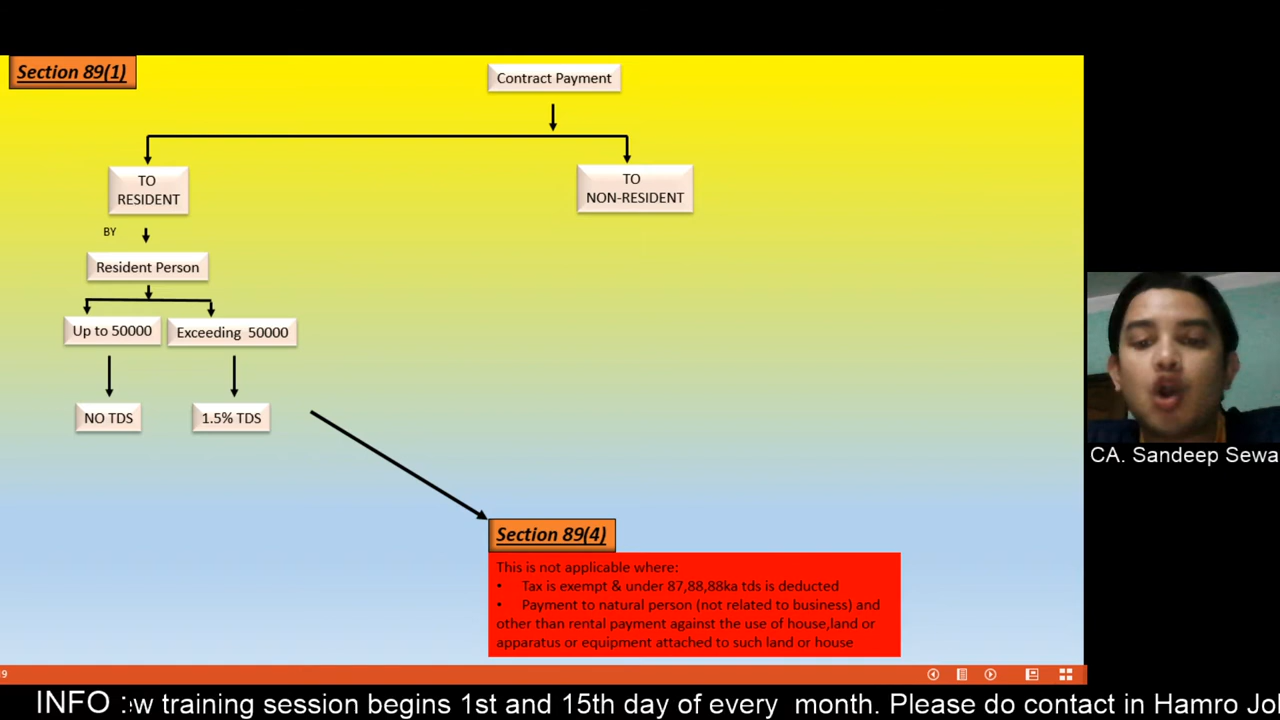 Section 89(1)
Contract Payment
TO
RESIDENT
TO
NON-RESIDENT
BY
Resident Person
Up to 50000
Exceeding 50000
NO TDS
1.5% TDS
Section 89(4)
This is not applicable where:
• Tax is exempt & under 87,88,88ka tds is deducted
• Payment to natural person (not related to business) and
other than rental payment against the use of house,land or
apparatus or equipment attached to such land or house
CA. Sandeep Sewa
9
INFO : training session begins 1st and 15th day of every month. Please do contact in Hamro